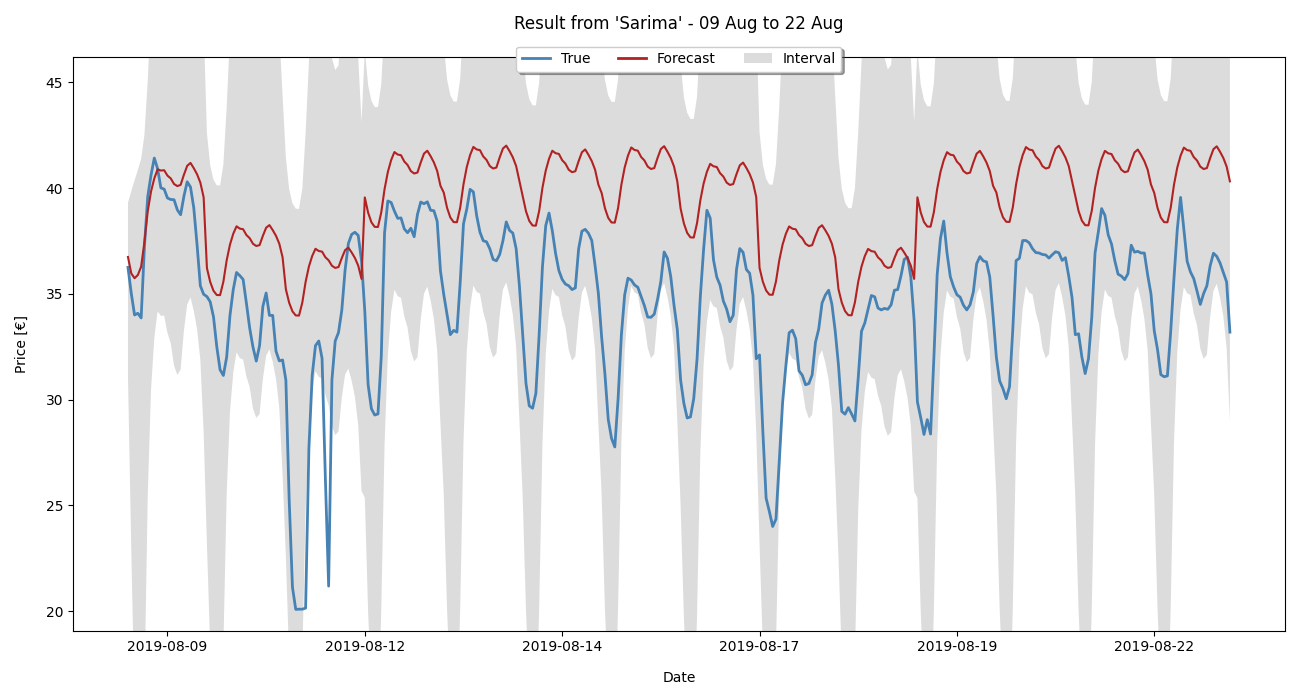 Result from 'Sarima' - 09 Aug to 22 Aug
True Forecast Interval
45
40
35
30
25
20
Price [€]
2019-08-09 2019-08-12 2019-08-14 2019-08-17 2019-08-19 2019-08-22
Date